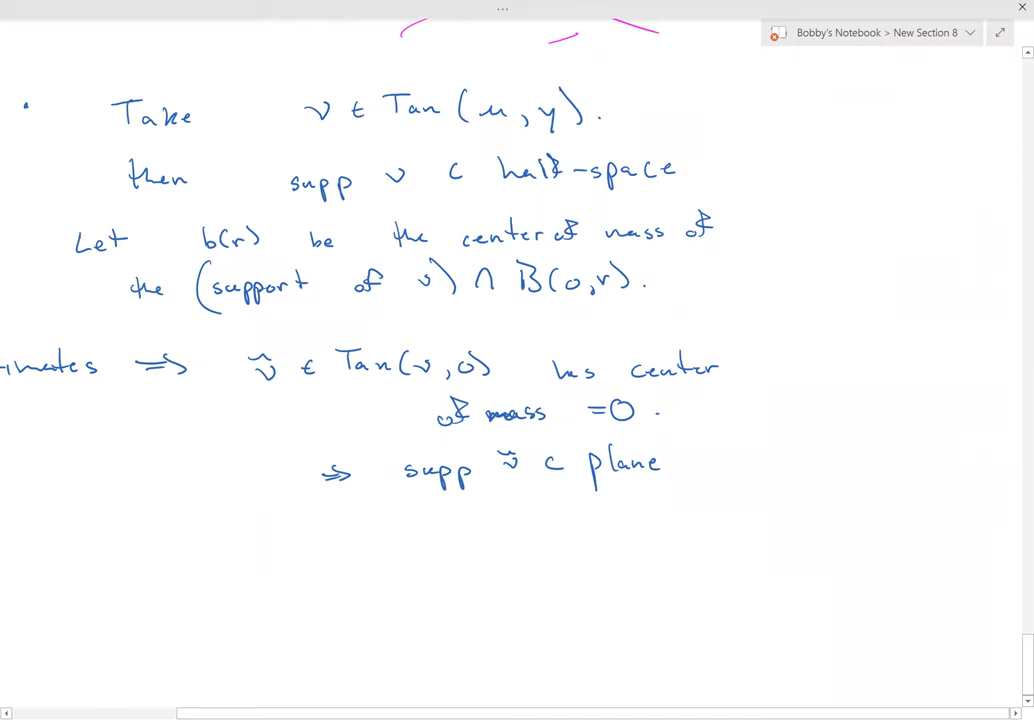 ...
Bobby's Notebook > New Section 8
Take ν ∈ Tan (μ, y).
then supp ν ⊂ half-space
Let b(r) be the center of mass of
the (support of ν) ∩ B(0,r).
imates ⟹ ν̃ ∈ Tan(ν,0) has center
of mass =0.
⟹ supp ν̃ ⊂ plane